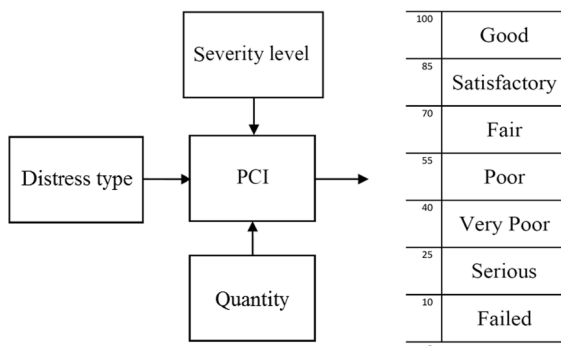 Severity level
Distress type
PCI
Quantity
100
Good
85
Satisfactory
70
Fair
55
Poor
40
Very Poor
25
Serious
10
Failed